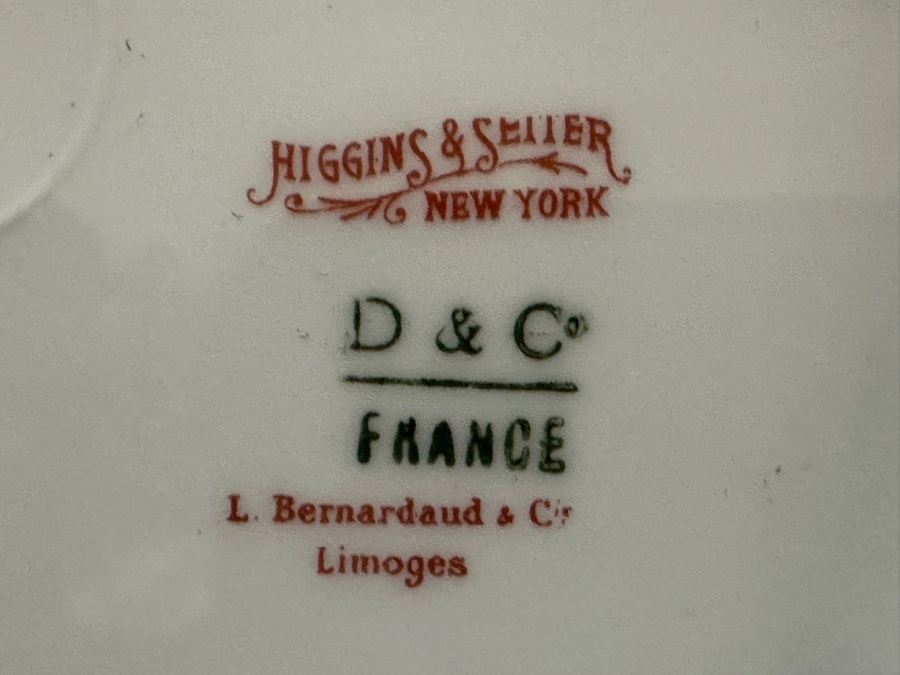 HIGGINS & SEITER
NEW YORK
D & Co
FRANCE
L. Bernardaud & Cie
Limoges